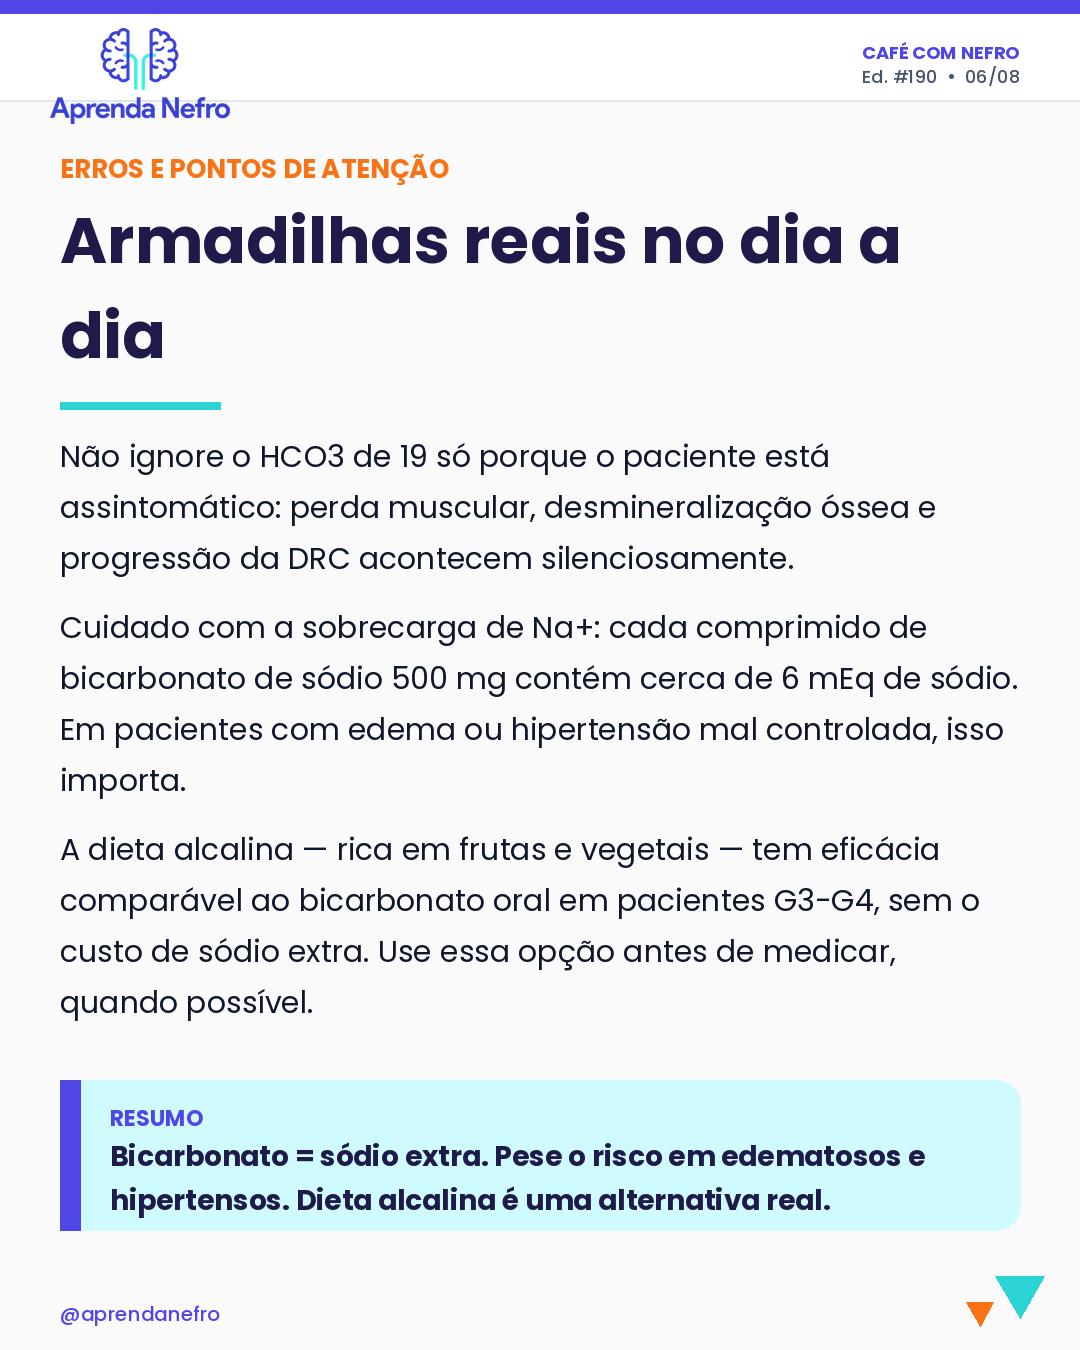 Aprenda Nefro
CAFÉ COM NEFRO
Ed. #190 • 06/08
ERROS E PONTOS DE ATENÇÃO
Armadilhas reais no dia a
dia
Não ignore o HCO3 de 19 só porque o paciente está
assintomático: perda muscular, desmineralização óssea e
progressão da DRC acontecem silenciosamente.
Cuidado com a sobrecarga de Na+: cada comprimido de
bicarbonato de sódio 500 mg contém cerca de 6 mEq de sódio.
Em pacientes com edema ou hipertensão mal controlada, isso
importa.
A dieta alcalina — rica em frutas e vegetais — tem eficácia
comparável ao bicarbonato oral em pacientes G3-G4, sem o
custo de sódio extra. Use essa opção antes de medicar,
quando possível.
RESUMO
Bicarbonato = sódio extra. Pese o risco em edematosos e
hipertensos. Dieta alcalina é uma alternativa real.
@aprendanefro